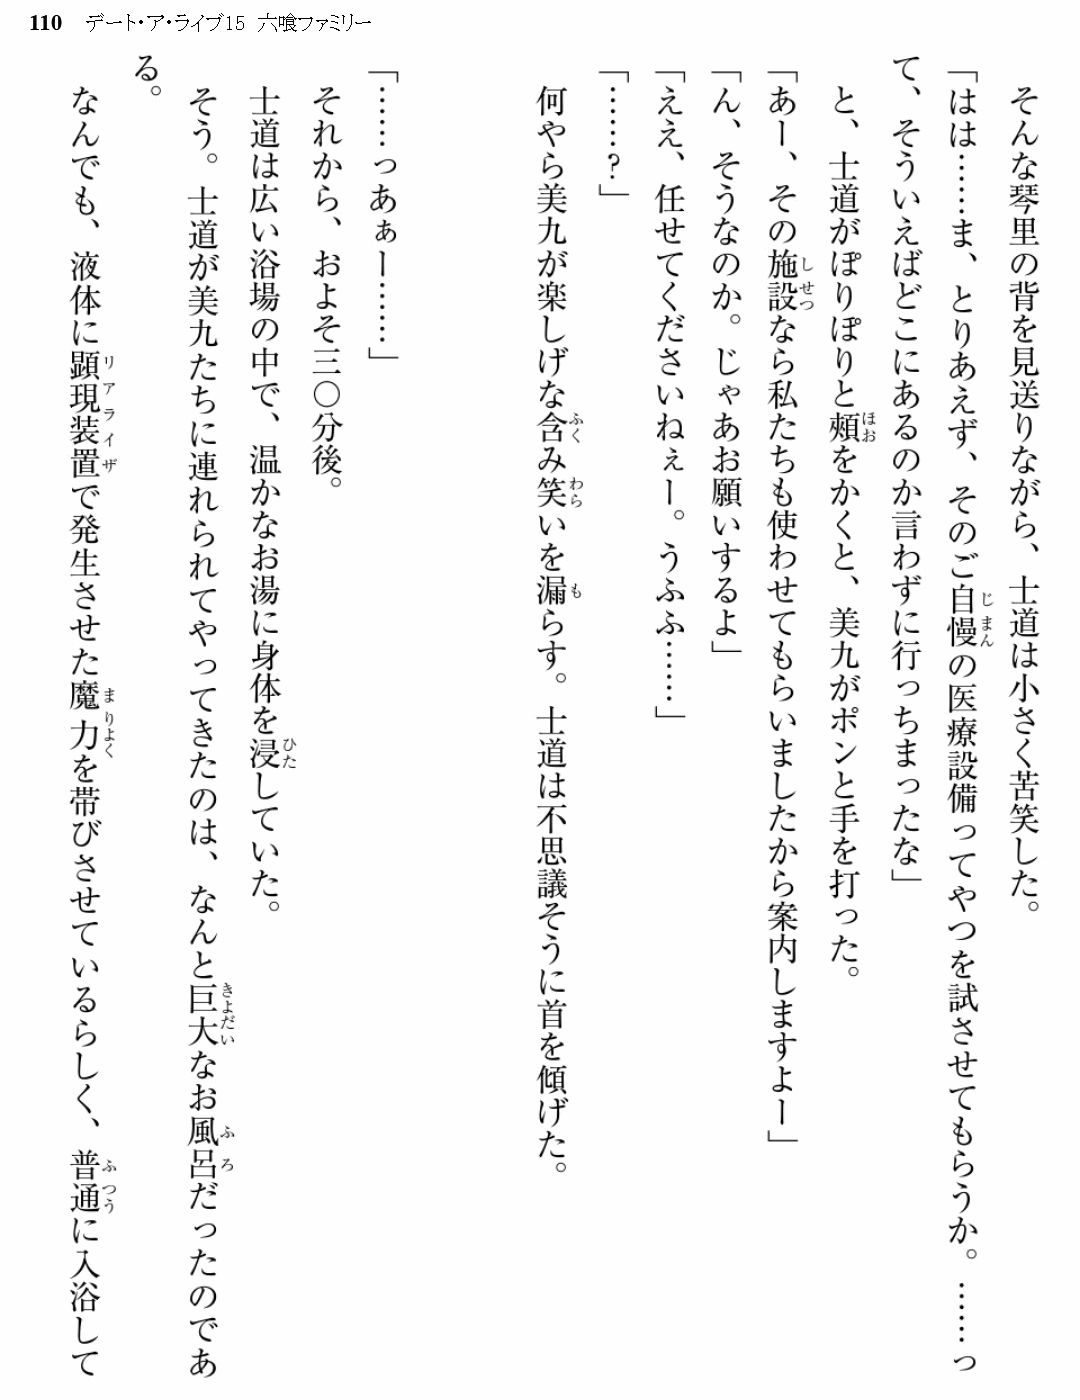 110 デート・ア・ライブ15 六喰ファミリー
そんな琴里の背を見送りながら、士道は小さく苦笑した。
「はは……ま、とりあえず、そのご自慢の医療設備ってやつを試させてもらうか。……っ
て、そういえばどこにあるのか言わずに行っちまったな」
と、士道がぽりぽりと頰をかくと、美九がポンと手を打った。
「あー、その施設なら私たちも使わせてもらいましたから案内しますよー」
「ん、そうなのか。じゃあお願いするよ」
「ええ、任せてくださいねぇー。うふふ……」
「……?」
何やら美九が楽しげな含み笑いを漏らす。士道は不思議そうに首を傾げた。
「……っあぁー……」
それから、およそ三〇分後。
士道は広い浴場の中で、温かなお湯に身体を浸していた。
そう。士道が美九たちに連れられてやってきたのは、なんと巨大なお風呂だったのであ
る。
なんでも、液体に顕現装置で発生させた魔力を帯びさせているらしく、普通に入浴して